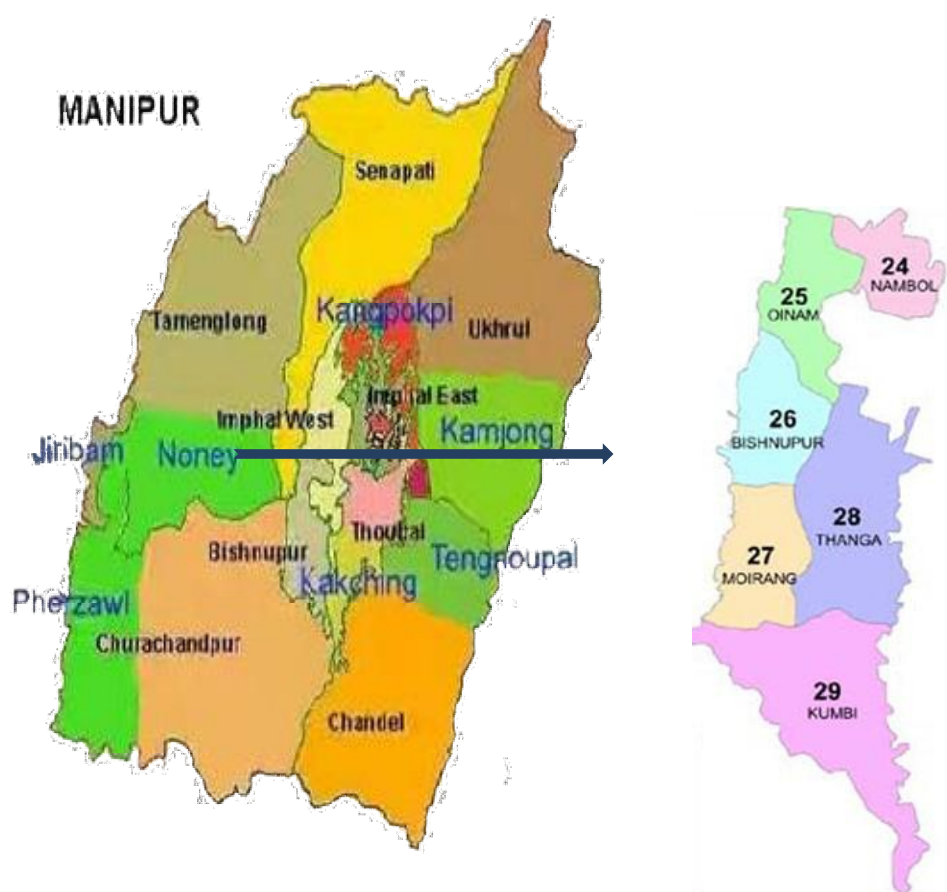 MANIPUR
Senapati
Tamenglong
Kangpokpi
Ukhrul
Imphal West
Imphal East
Jiribam
Noney
Kamjong
Bishnupur
Thoubal
Kakching
Tengnoupal
Pherzawl
Churachandpur
Chandel
24
NAMBOL
25
OINAM
26
BISHNUPUR
28
THANGA
27
MOIRANG
29
KUMBI